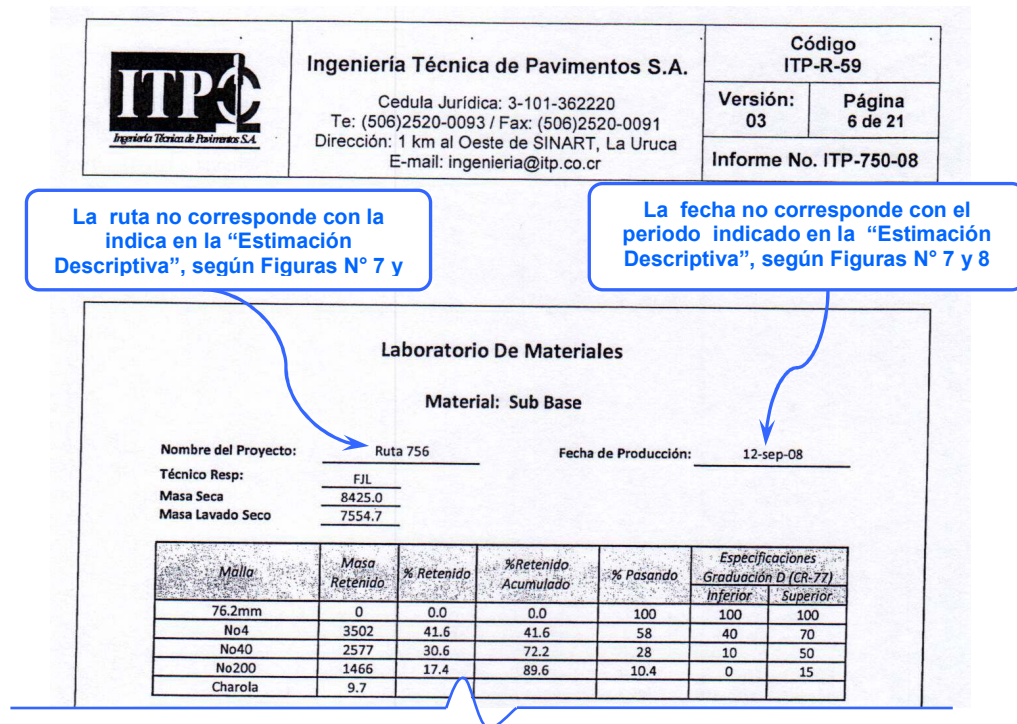 ITP
Ingeniería Técnica de Pavimentos S.A.
Ingeniería Técnica de Pavimentos S.A.
Cedula Jurídica: 3-101-362220
Te: (506)2520-0093 / Fax: (506)2520-0091
Dirección: 1 km al Oeste de SINART, La Uruca
E-mail: ingenieria@itp.co.cr
Código
ITP-R-59
Versión:
03
Página
6 de 21
Informe No. ITP-750-08
La ruta no corresponde con la
indica en la “Estimación
Descriptiva”, según Figuras N° 7 y
La fecha no corresponde con el
periodo indicado en la “Estimación
Descriptiva”, según Figuras N° 7 y 8
Laboratorio De Materiales
Material: Sub Base
Nombre del Proyecto: Ruta 756 Fecha de Producción: 12-sep-08
Técnico Resp: FJL
Masa Seca 8425.0
Masa Lavado Seco 7554.7
Malla Masa Retenido % Retenido %Retenido Acumulado % Pasando Especificaciones Graduación D (CR-77)
Inferior Superior
76.2mm 0 0.0 0.0 100 100 100
No4 3502 41.6 41.6 58 40 70
No40 2577 30.6 72.2 28 10 50
No200 1466 17.4 89.6 10.4 0 15
Charola 9.7